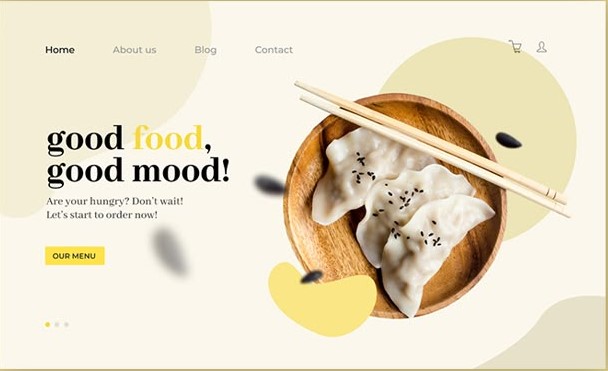 Home About us Blog Contact
good food,
good mood!
Are your hungry? Don't wait!
Let's start to order now!
OUR MENU